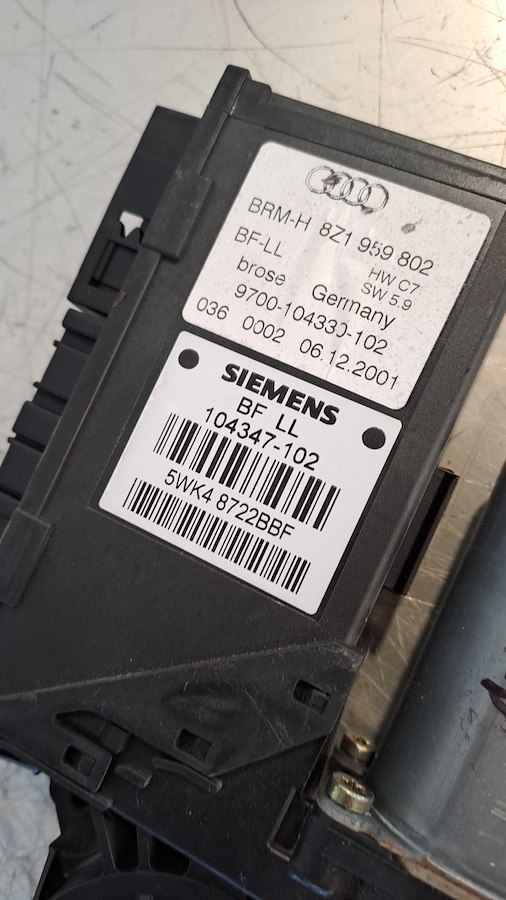 BRM-H 8Z1 959 802
BF-LL HW C7
SW 5.9
brose Germany
9700-104330-102
036 0002 06.12.2001
SIEMENS
BF LL
104347-102
5WK4 8722BBF